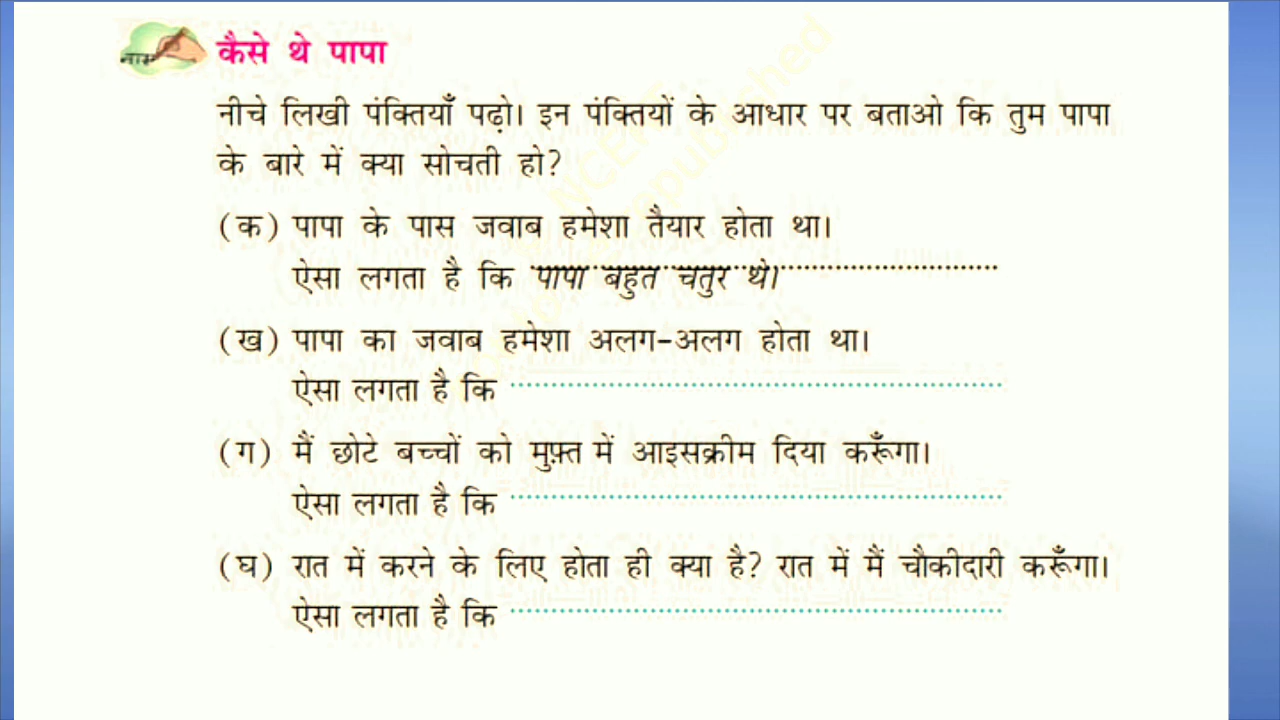 कैसे थे पापा
नीचे लिखी पंक्तियाँ पढ़ो। इन पंक्तियों के आधार पर बताओ कि तुम पापा
के बारे में क्या सोचती हो?
(क) पापा के पास जवाब हमेशा तैयार होता था।
ऐसा लगता है कि पापा बहुत चतुर थे।
(ख) पापा का जवाब हमेशा अलग-अलग होता था।
ऐसा लगता है कि ........................................
(ग) मैं छोटे बच्चों को मुफ़्त में आइसक्रीम दिया करूँगा।
ऐसा लगता है कि ........................................
(घ) रात में करने के लिए होता ही क्या है? रात में मैं चौकीदारी करूँगा।
ऐसा लगता है कि ........................................